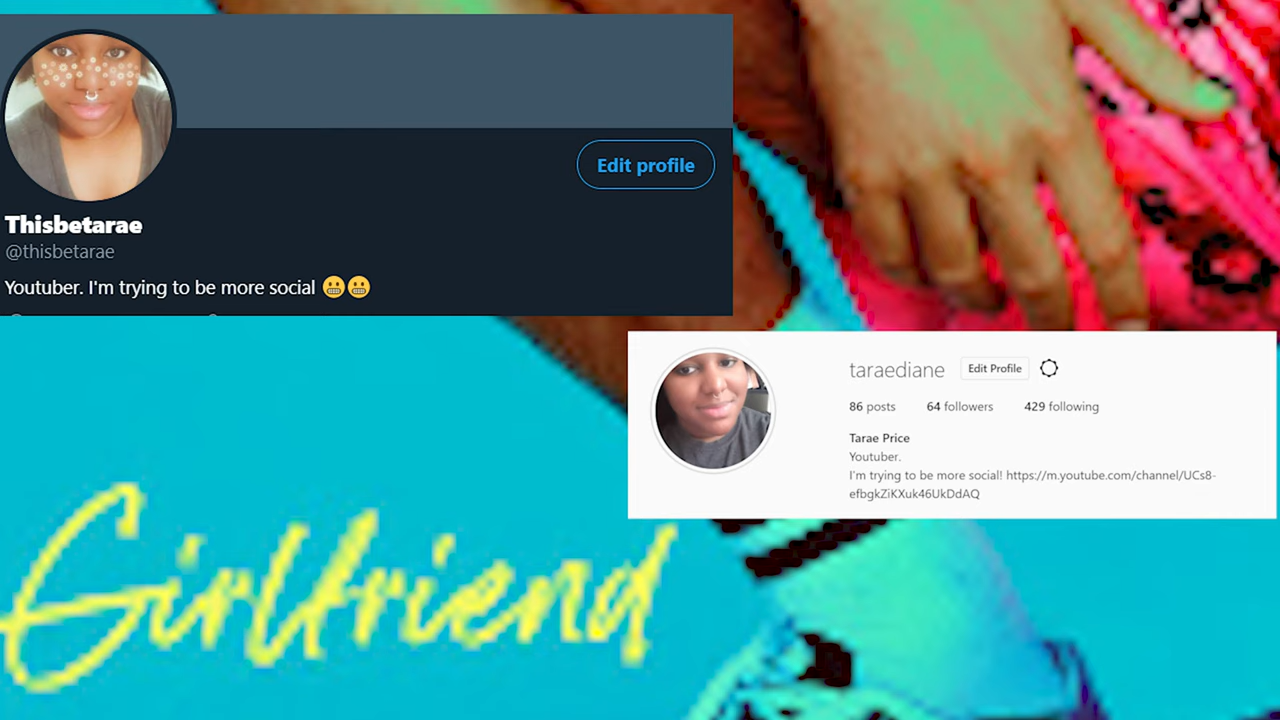 Edit profile
Thisbetarae
@thisbetarae
Youtuber. I'm trying to be more social 😬😬
taraediane Edit Profile
86 posts 64 followers 429 following
Tarae Price
Youtuber.
I'm trying to be more social! https://m.youtube.com/channel/UCs8-
efbgkZiKXuk46UkDdAQ
Girlfriend